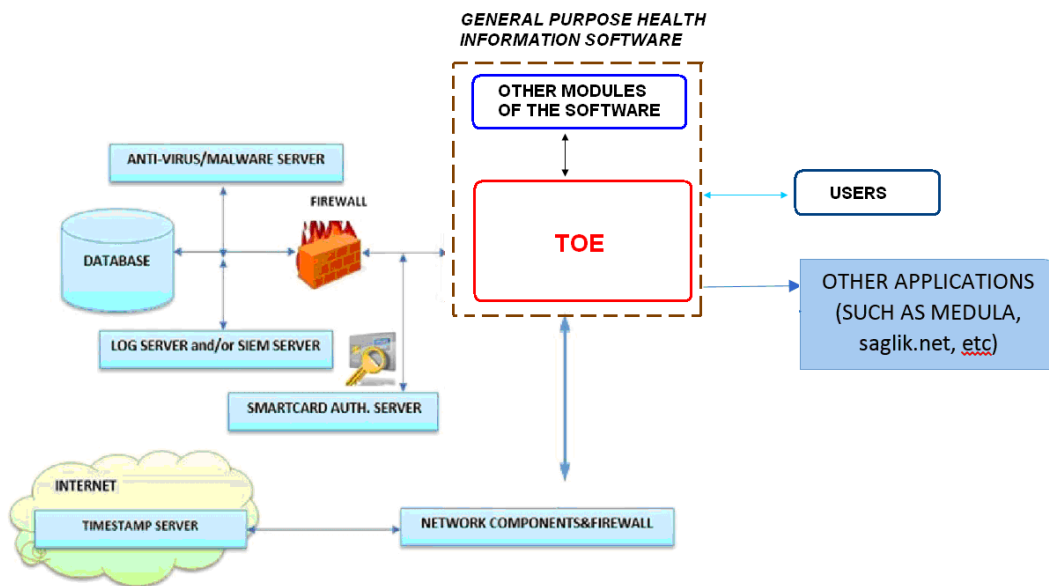 GENERAL PURPOSE HEALTH
INFORMATION SOFTWARE
OTHER MODULES
OF THE SOFTWARE
ANTI-VIRUS/MALWARE SERVER
FIREWALL
USERS
TOE
DATABASE
OTHER APPLICATIONS
(SUCH AS MEDULA,
saglik.net, etc)
LOG SERVER and/or SIEM SERVER
SMARTCARD AUTH. SERVER
INTERNET
TIMESTAMP SERVER
NETWORK COMPONENTS&FIREWALL